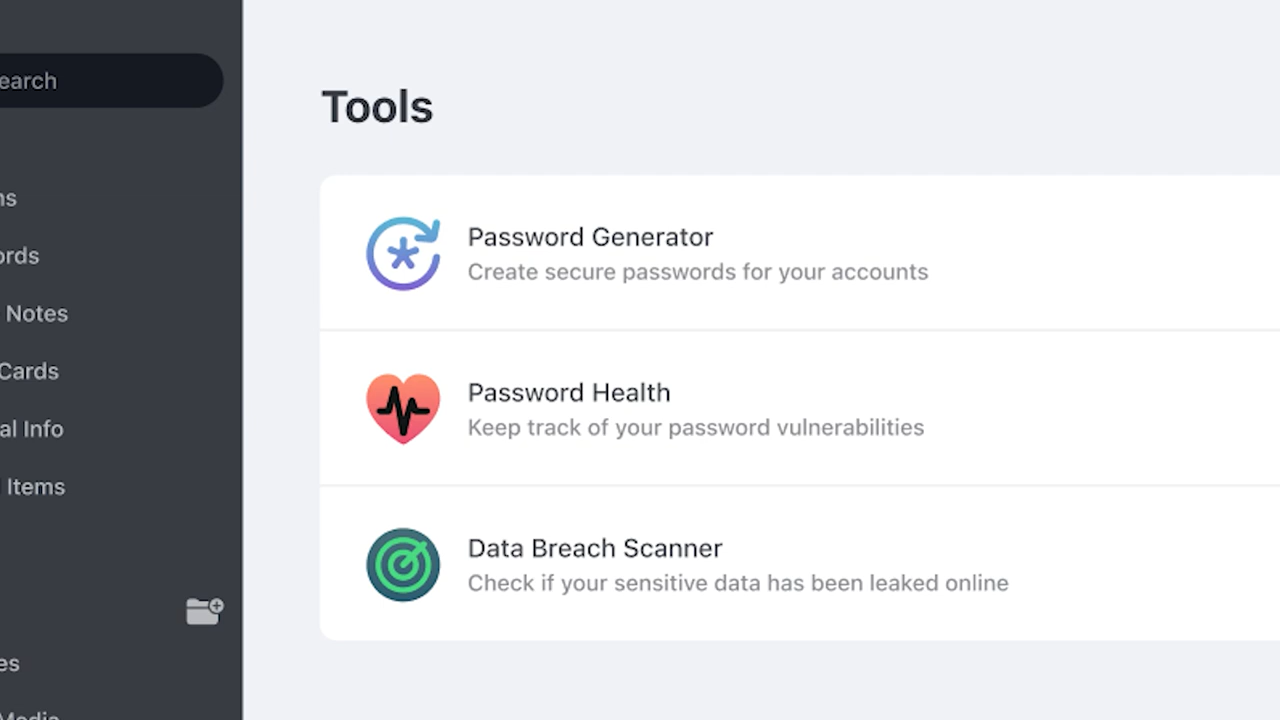 earch
Tools
ns
ords
Notes
Cards
al Info
Items
es
Media
Password Generator
Create secure passwords for your accounts
Password Health
Keep track of your password vulnerabilities
Data Breach Scanner
Check if your sensitive data has been leaked online